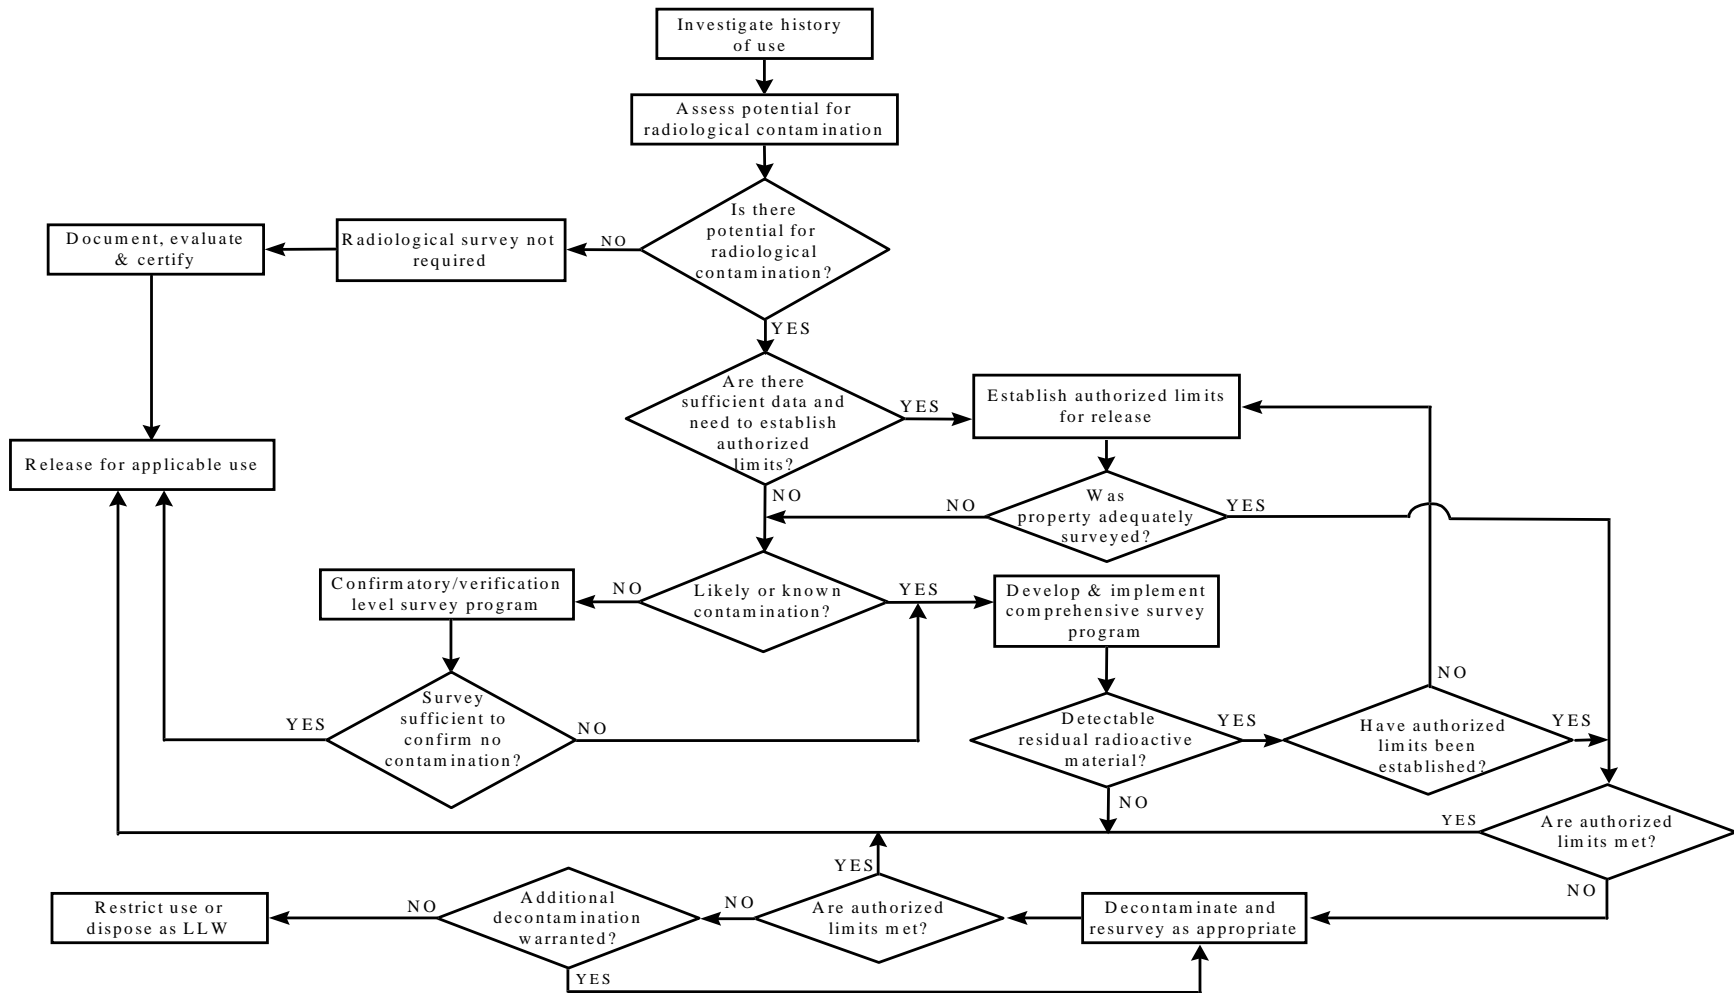 Investigate history
of use
Assess potential for
radiological contamination
Is there
potential for
radiological
contamination?
NO
Radiological survey not
required
Document, evaluate
& certify
YES
Are there
sufficient data and
need to establish
authorized
limits?
YES
Establish authorized limits
for release
Release for applicable use
NO
Was
property adequately
surveyed?
NO
YES
Likely or known
contamination?
NO
YES
Confirmatory/verification
level survey program
Develop & implement
comprehensive survey
program
Survey
sufficient to
confirm no
contamination?
YES
NO
Detectable
residual radioactive
material?
YES
NO
Have authorized
limits been
established?
NO
YES
Are authorized
limits met?
YES
NO
Decontaminate and
resurvey as appropriate
Are authorized
limits met?
YES
NO
Additional
decontamination
warranted?
NO
YES
Restrict use or
dispose as LLW